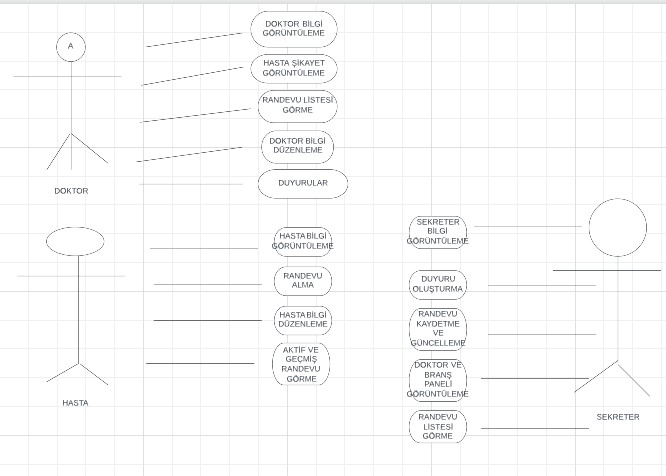 A
DOKTOR
DOKTOR BİLGİ
GÖRÜNTÜLEME
HASTA ŞİKAYET
GÖRÜNTÜLEME
RANDEVU LİSTESİ
GÖRME
DOKTOR BİLGİ
DÜZENLEME
DUYURULAR
HASTA BİLGİ
GÖRÜNTÜLEME
RANDEVU
ALMA
HASTA BİLGİ
DÜZENLEME
AKTİF VE
GEÇMİŞ
RANDEVU
GÖRME
HASTA
SEKRETER
BİLGİ
GÖRÜNTÜLEME
DUYURU
OLUŞTURMA
RANDEVU
KAYDETME
VE
GÜNCELLEME
DOKTOR VE
BRANŞ
PANELİ
GÖRÜNTÜLEME
RANDEVU
LİSTESİ
GÖRME
SEKRETER